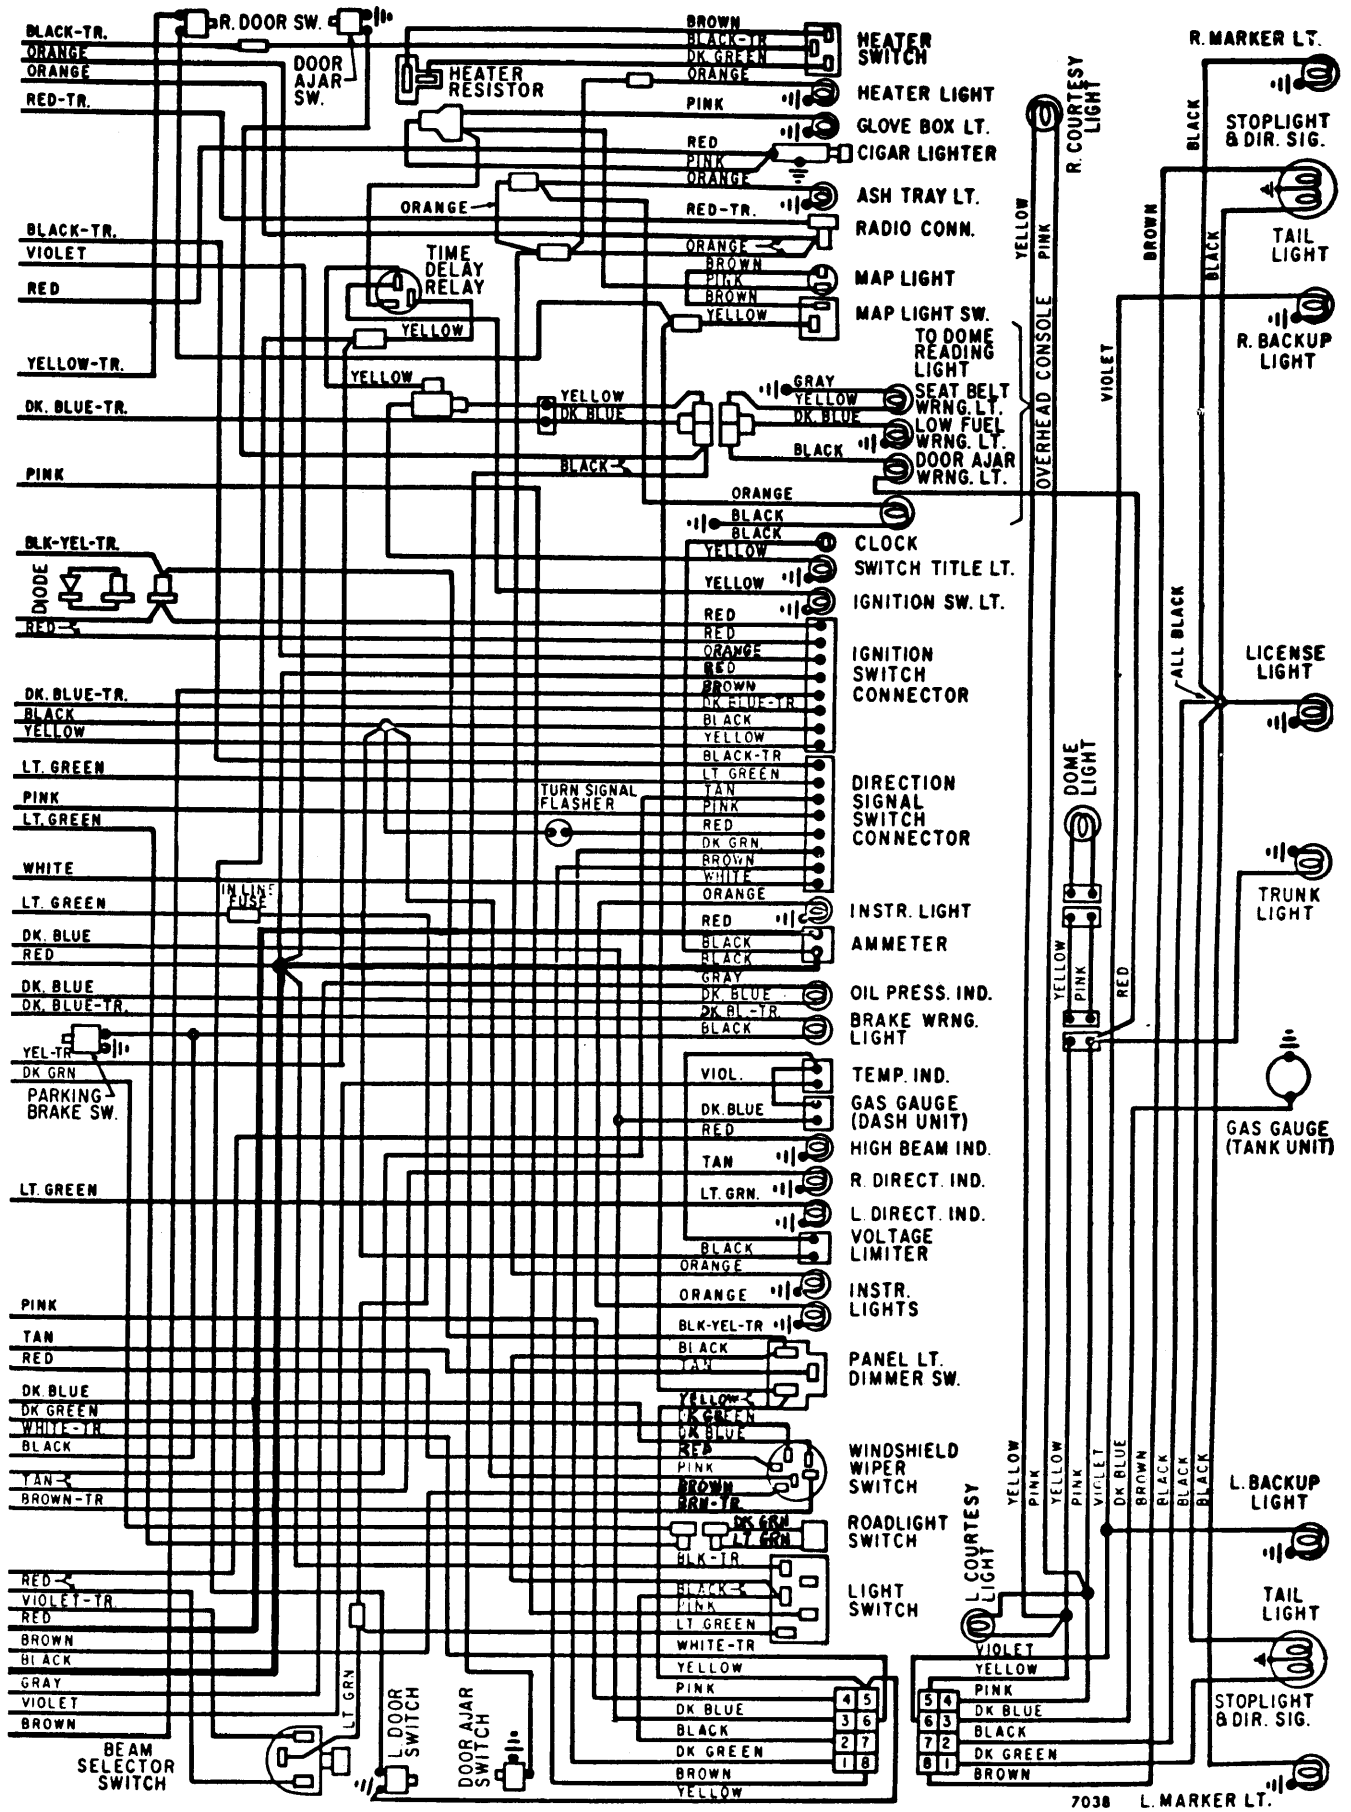 BLACK-TR.
ORANGE
ORANGE
RED-TR.
BLACK-TR.
VIOLET
RED
YELLOW-TR.
DK. BLUE-TR.
PINK
BLK-YEL-TR.
DIODE
RED
DK. BLUE-TR.
BLACK
YELLOW
LT. GREEN
PINK
LT. GREEN
WHITE
LT. GREEN
DK. BLUE
RED
DK. BLUE
DK. BLUE-TR.
YEL-TR
DK GRN
PARKING
BRAKE SW.
LT. GREEN
PINK
TAN
RED
DK. BLUE
DK GREEN
WHITE-TR
BLACK
TAN
BROWN-TR
RED
VIOLET-TR.
RED
BROWN
BLACK
GRAY
VIOLET
BROWN
BEAM
SELECTOR
SWITCH
R. DOOR SW.
DOOR
AJAR
SW.
HEATER
RESISTOR
ORANGE
TIME
DELAY
RELAY
YELLOW
YELLOW
YELLOW
DK. BLUE
BLACK
TURN SIGNAL
FLASHER
IN LINE
FUSE
LT GRN
L. DOOR
SWITCH
DOOR AJAR
SWITCH
BROWN
BLACK-TR
DK GREEN
ORANGE
PINK
RED
PINK
ORANGE
RED-TR.
ORANGE
BROWN
PINK
BROWN
YELLOW
GRAY
YELLOW
DK. BLUE
BLACK
ORANGE
BLACK
BLACK
YELLOW
YELLOW
RED
RED
ORANGE
RED
BROWN
DK BLUE-TR.
BLACK
YELLOW
BLACK-TR
LT GREEN
TAN
PINK
RED
DK GRN.
BROWN
WHITE
ORANGE
RED
BLACK
BLACK
GRAY
DK. BLUE
DK BL.-TR.
BLACK
VIOL.
DK. BLUE
RED
TAN
LT. GRN.
BLACK
ORANGE
ORANGE
BLK-YEL-TR
BLACK
TAN
YELLOW
DK GREEN
DK BLUE
RED
PINK
BROWN
BRN-TR.
DK GRN
LT GRN
BLK-TR.
BLACK
PINK
LT GREEN
WHITE-TR
YELLOW
PINK
DK BLUE
BLACK
DK GREEN
BROWN
YELLOW
4 5
3 6
2 7
1 8
HEATER
SWITCH
HEATER LIGHT
GLOVE BOX LT.
CIGAR LIGHTER
ASH TRAY LT.
RADIO CONN.
MAP LIGHT
MAP LIGHT SW.
TO DOME
READING
LIGHT
SEAT BELT
WRNG. LT.
LOW FUEL
WRNG. LT.
DOOR AJAR
WRNG. LT.
OVERHEAD CONSOLE
CLOCK
SWITCH TITLE LT.
IGNITION SW. LT.
IGNITION
SWITCH
CONNECTOR
DIRECTION
SIGNAL
SWITCH
CONNECTOR
INSTR. LIGHT
AMMETER
OIL PRESS. IND.
BRAKE WRNG.
LIGHT
TEMP. IND.
GAS GAUGE
(DASH UNIT)
HIGH BEAM IND.
R. DIRECT. IND.
L. DIRECT. IND.
VOLTAGE
LIMITER
INSTR.
LIGHTS
PANEL LT.
DIMMER SW.
WINDSHIELD
WIPER
SWITCH
ROADLIGHT
SWITCH
LIGHT
SWITCH
R. COURTESY
LIGHT
YELLOW
PINK
BLACK
BROWN
BLACK
VIOLET
ALL BLACK
DOME
LIGHT
YELLOW
PINK
RED
YELLOW
PINK
YELLOW
PINK
VIOLET
DK BLUE
BROWN
BLACK
BLACK
BLACK
L. COURTESY
LIGHT
VIOLET
YELLOW
PINK
DK BLUE
BLACK
DK GREEN
BROWN
5 4
6 3
7 2
8 1
R. MARKER LT.
STOPLIGHT
& DIR. SIG.
TAIL
LIGHT
R. BACKUP
LIGHT
LICENSE
LIGHT
TRUNK
LIGHT
GAS GAUGE
(TANK UNIT)
L. BACKUP
LIGHT
TAIL
LIGHT
STOPLIGHT
& DIR. SIG.
7038
L. MARKER LT.